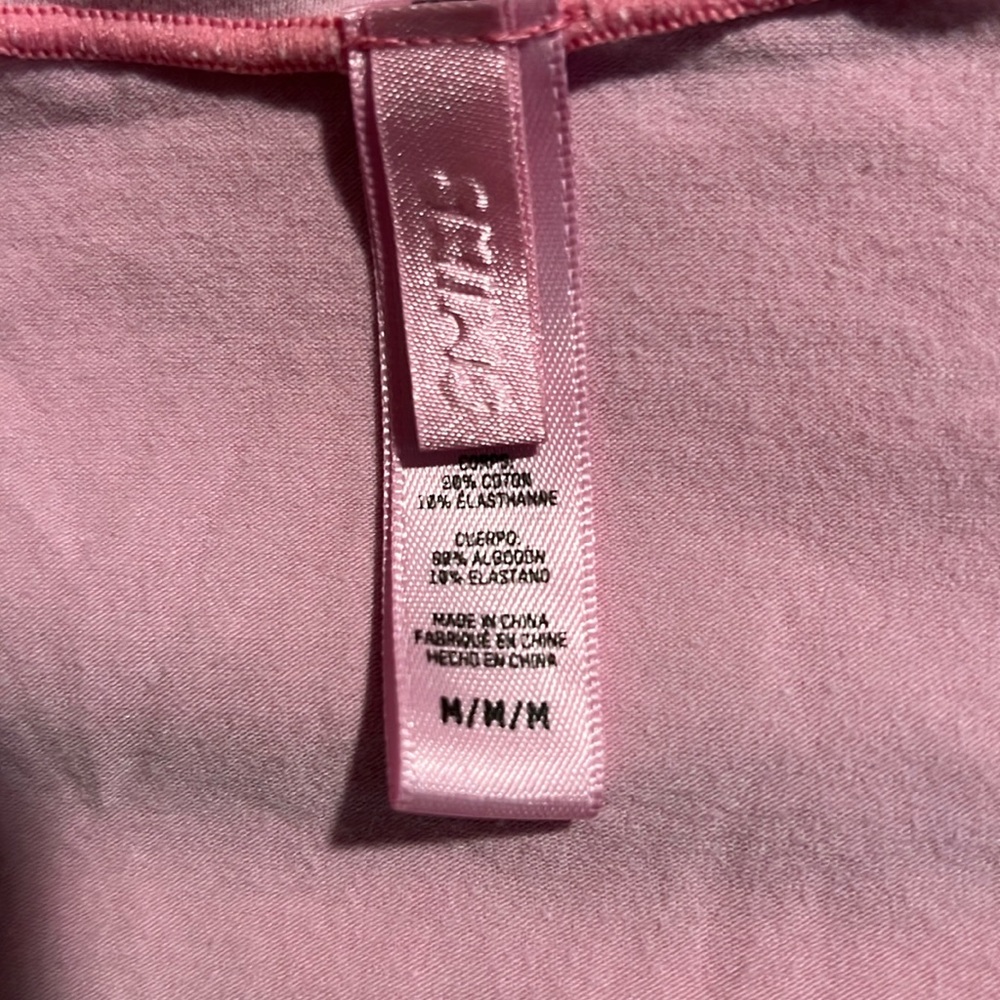 SKIMS
CORPS:
90% COTON
10% ÉLASTHANNE
CUERPO:
90% ALGODÓN
10% ELASTANO
MADE IN CHINA
FABRIQUÉ EN CHINE
HECHO EN CHINA
M/M/M